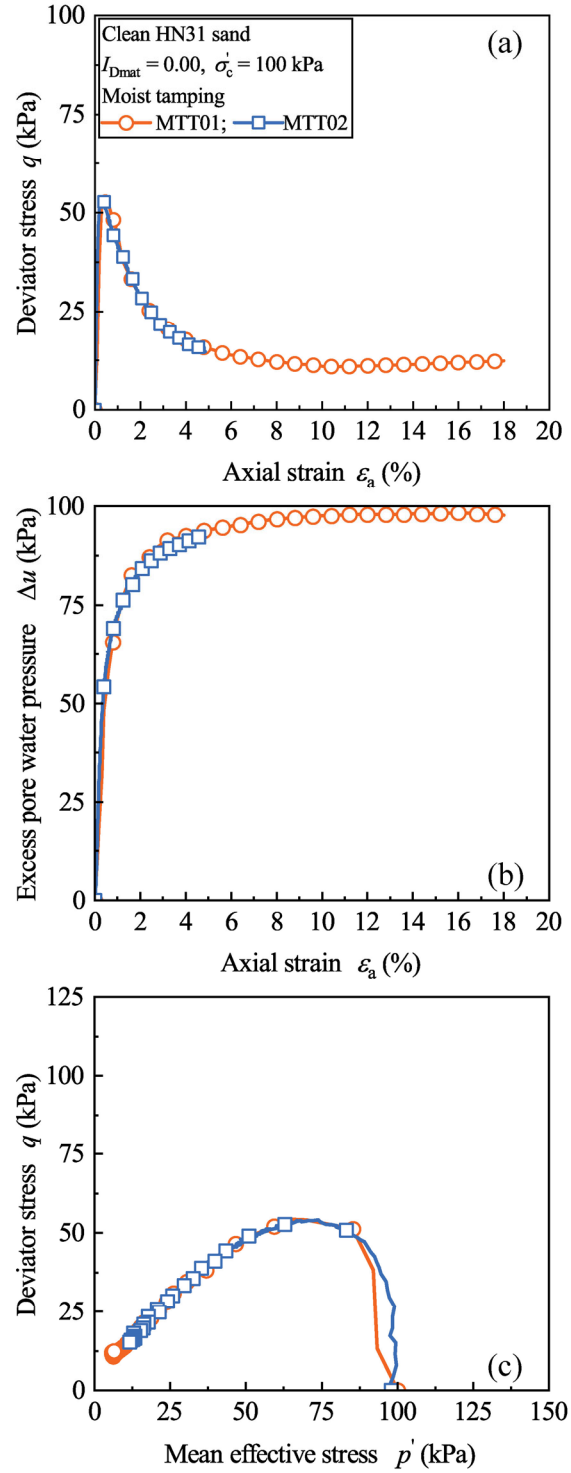 (a)
Clean HN31 sand
I_Dmat = 0.00, σ'_c = 100 kPa
Moist tamping
MTT01; MTT02
Deviator stress q (kPa)
100
75
50
25
0
0 2 4 6 8 10 12 14 16 18 20
Axial strain ε_a (%)
Excess pore water pressure Δu (kPa)
100
75
50
25
0
(b)
0 2 4 6 8 10 12 14 16 18 20
Axial strain ε_a (%)
Deviator stress q (kPa)
125
100
75
50
25
0
(c)
0 25 50 75 100 125 150
Mean effective stress p' (kPa)